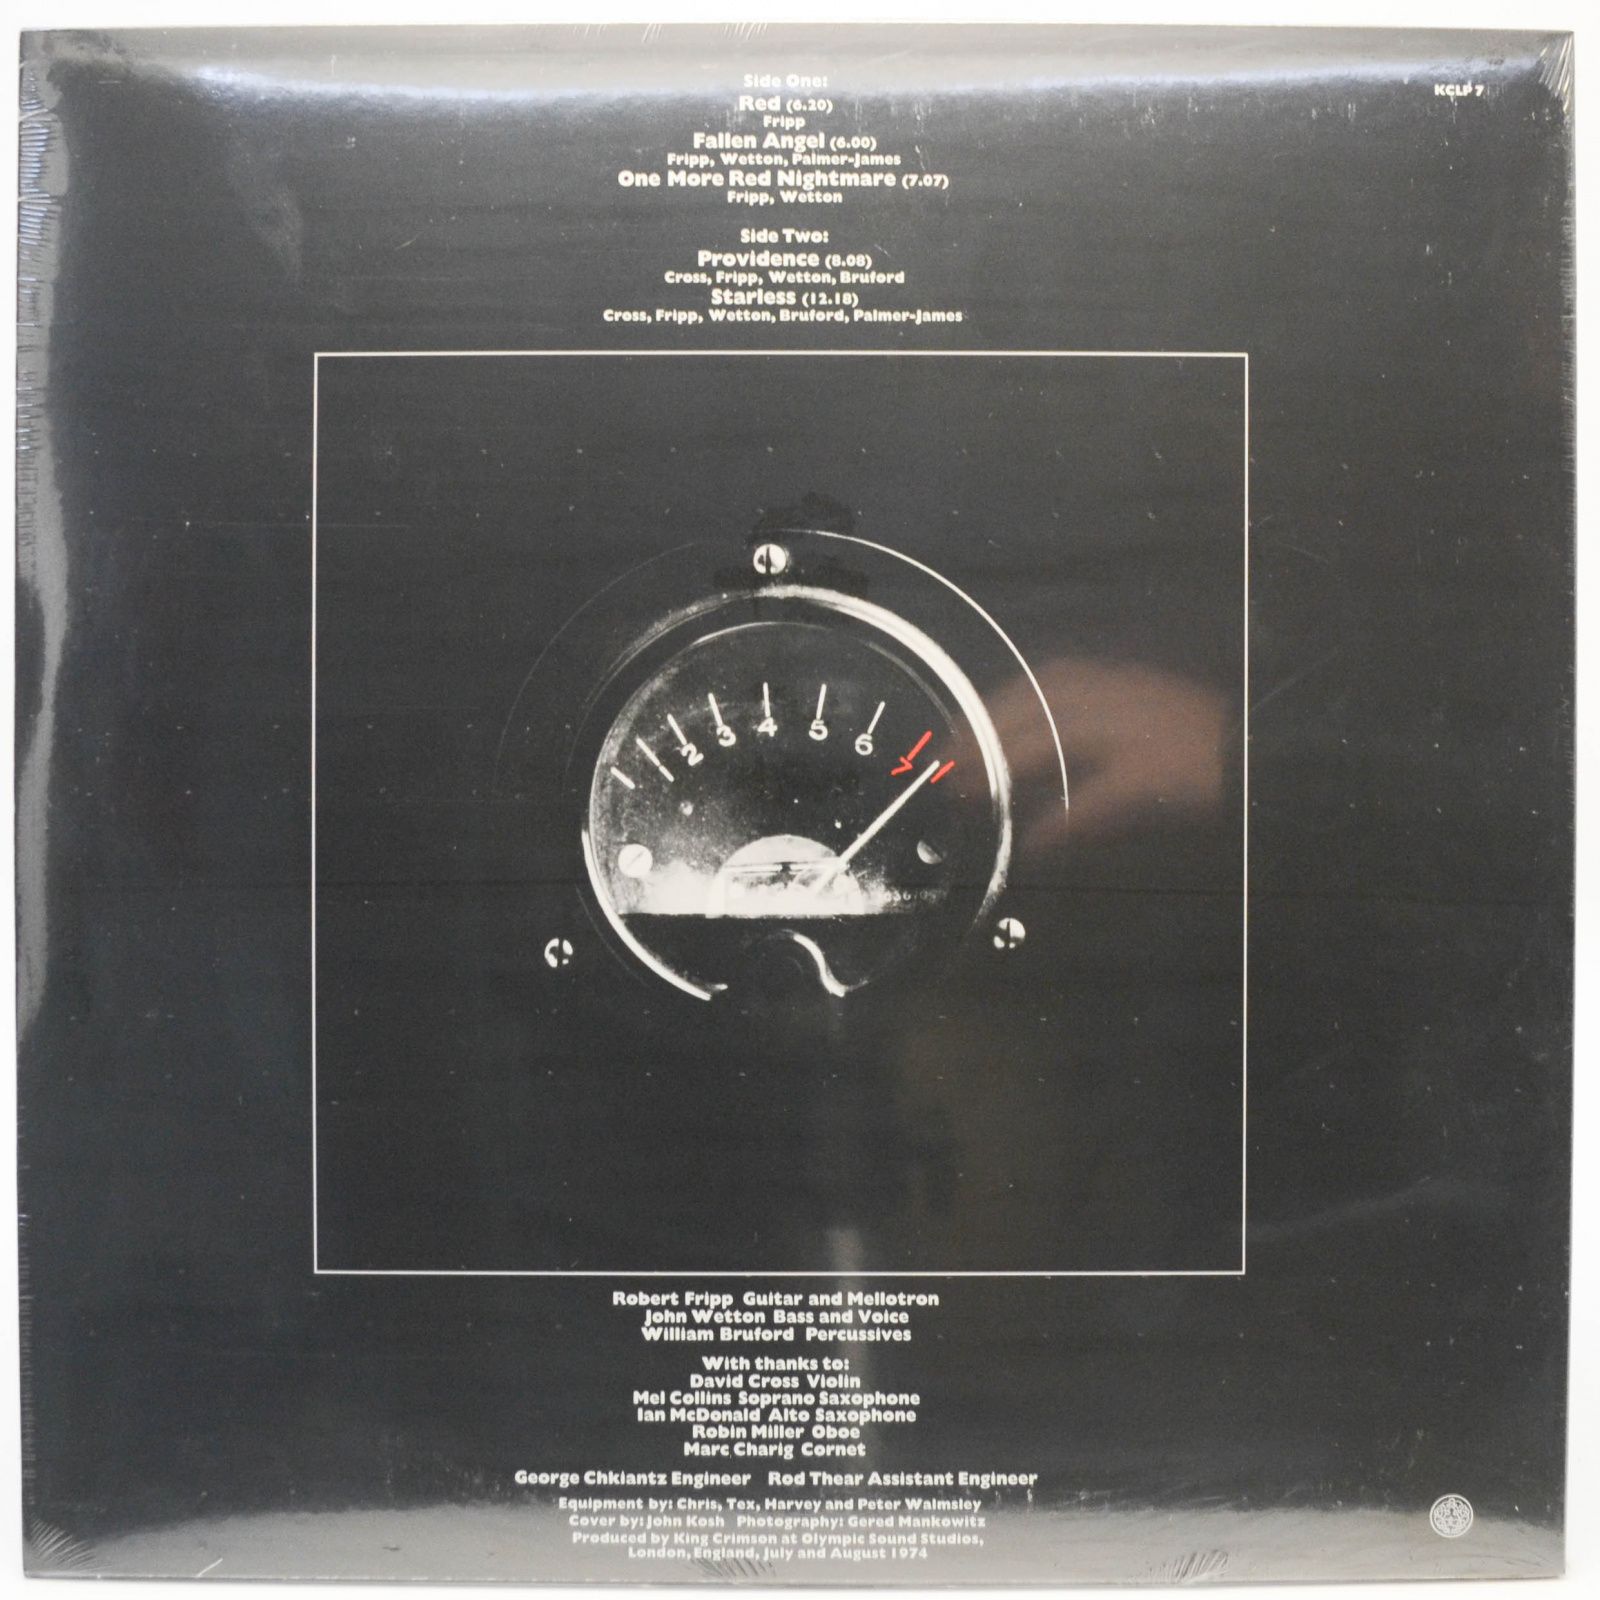 KCLP 7
Side One:
Red (6.20)
Fripp
Fallen Angel (6.00)
Fripp, Wetton, Palmer-James
One More Red Nightmare (7.07)
Fripp, Wetton
Side Two:
Providence (8.08)
Cross, Fripp, Wetton, Bruford
Starless (12.18)
Cross, Fripp, Wetton, Bruford, Palmer-James
1 2 3 4 5 6 7
Robert Fripp Guitar and Mellotron
John Wetton Bass and Voice
William Bruford Percussives
With thanks to:
David Cross Violin
Mel Collins Soprano Saxophone
Ian McDonald Alto Saxophone
Robin Miller Oboe
Marc Charig Cornet
George Chkiantz Engineer Rod Thear Assistant Engineer
Equipment by: Chris, Tex, Harvey and Peter Walmsley
Cover by: John Kosh Photography: Gered Mankowitz
Produced by King Crimson at Olympic Sound Studios,
London, England, July and August 1974